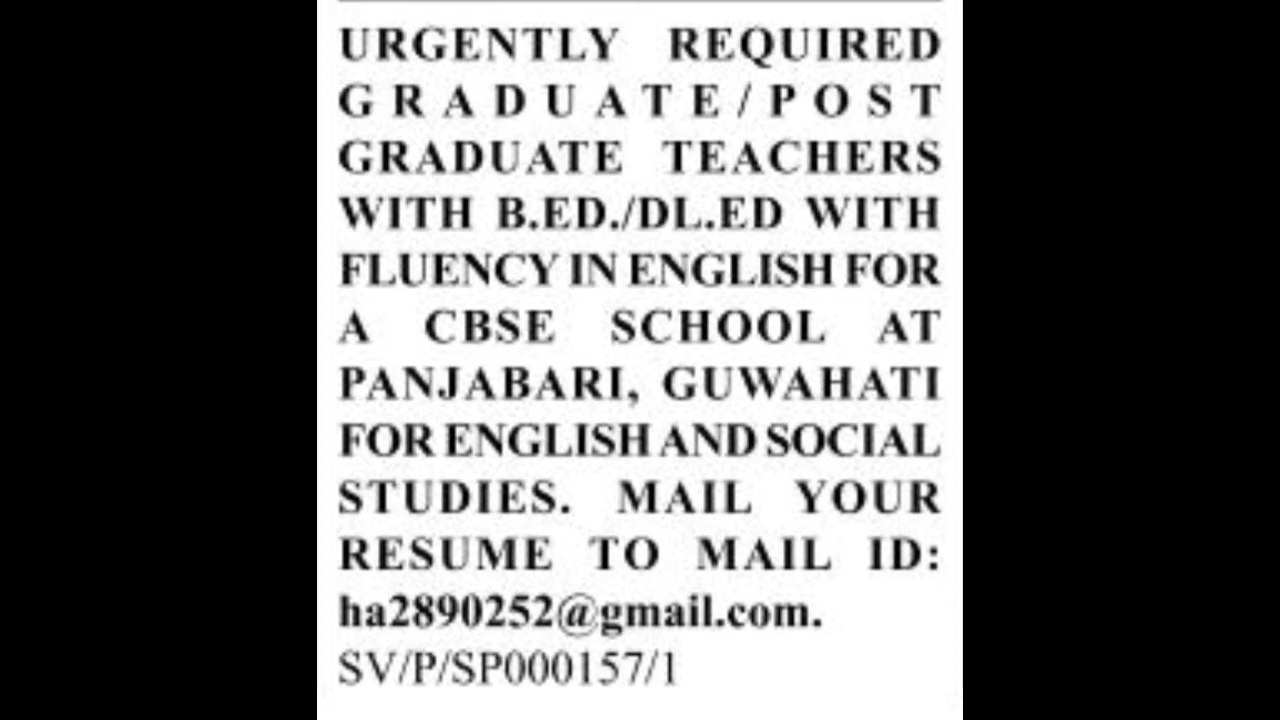 URGENTLY REQUIRED
GRADUATE/POST
GRADUATE TEACHERS
WITH B.ED./DL.ED WITH
FLUENCY IN ENGLISH FOR
A CBSE SCHOOL AT
PANJABARI, GUWAHATI
FOR ENGLISH AND SOCIAL
STUDIES. MAIL YOUR
RESUME TO MAIL ID:
ha2890252@gmail.com.
SV/P/SP000157/1